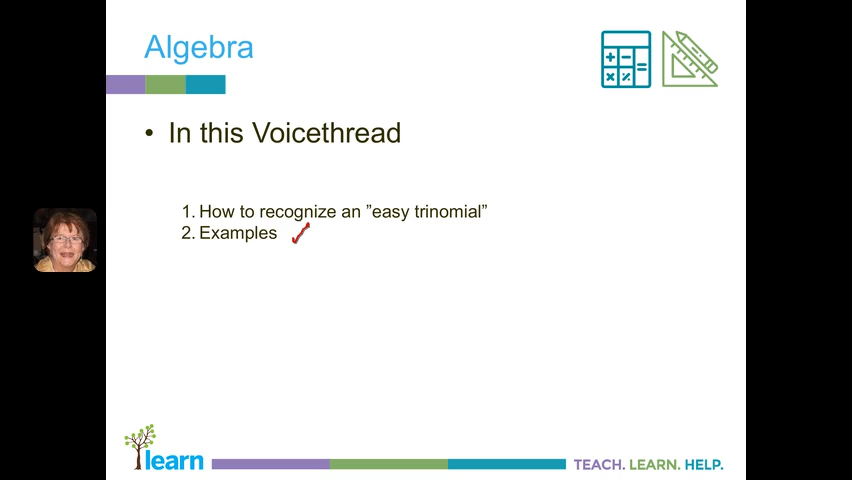 Algebra
• In this Voicethread
1. How to recognize an ”easy trinomial”
2. Examples
learn
TEACH. LEARN. HELP.